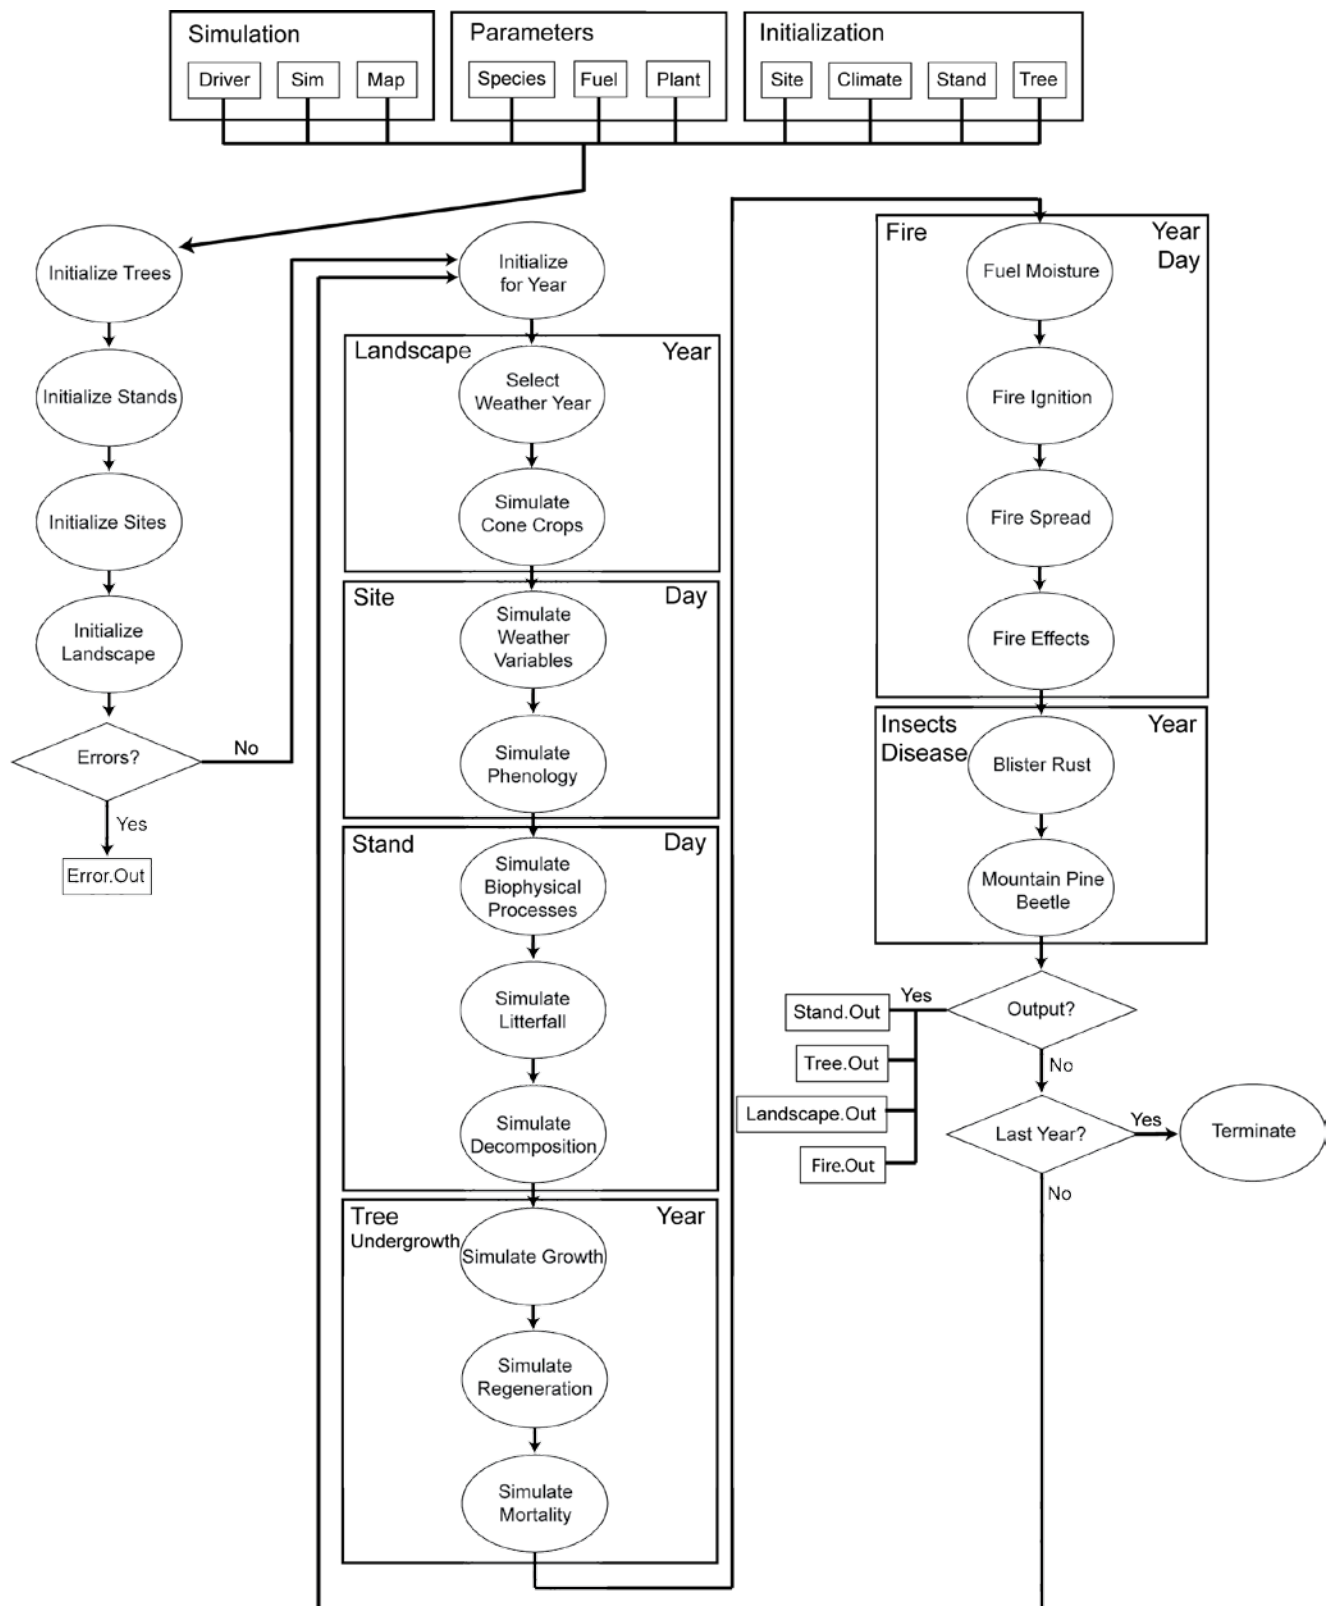 Simulation
Driver
Sim
Map
Parameters
Species
Fuel
Plant
Initialization
Site
Climate
Stand
Tree
Initialize Trees
Initialize Stands
Initialize Sites
Initialize
Landscape
Errors?
No
Yes
Error.Out
Initialize
for Year
Landscape
Year
Select
Weather Year
Simulate
Cone Crops
Site
Day
Simulate
Weather
Variables
Simulate
Phenology
Stand
Day
Simulate
Biophysical
Processes
Simulate
Litterfall
Simulate
Decomposition
Tree
Undergrowth
Year
Simulate Growth
Simulate
Regeneration
Simulate
Mortality
Fire
Year
Day
Fuel Moisture
Fire Ignition
Fire Spread
Fire Effects
Insects
Disease
Year
Blister Rust
Mountain Pine
Beetle
Output?
Yes
Stand.Out
Tree.Out
Landscape.Out
Fire.Out
No
Last Year?
Yes
Terminate
No